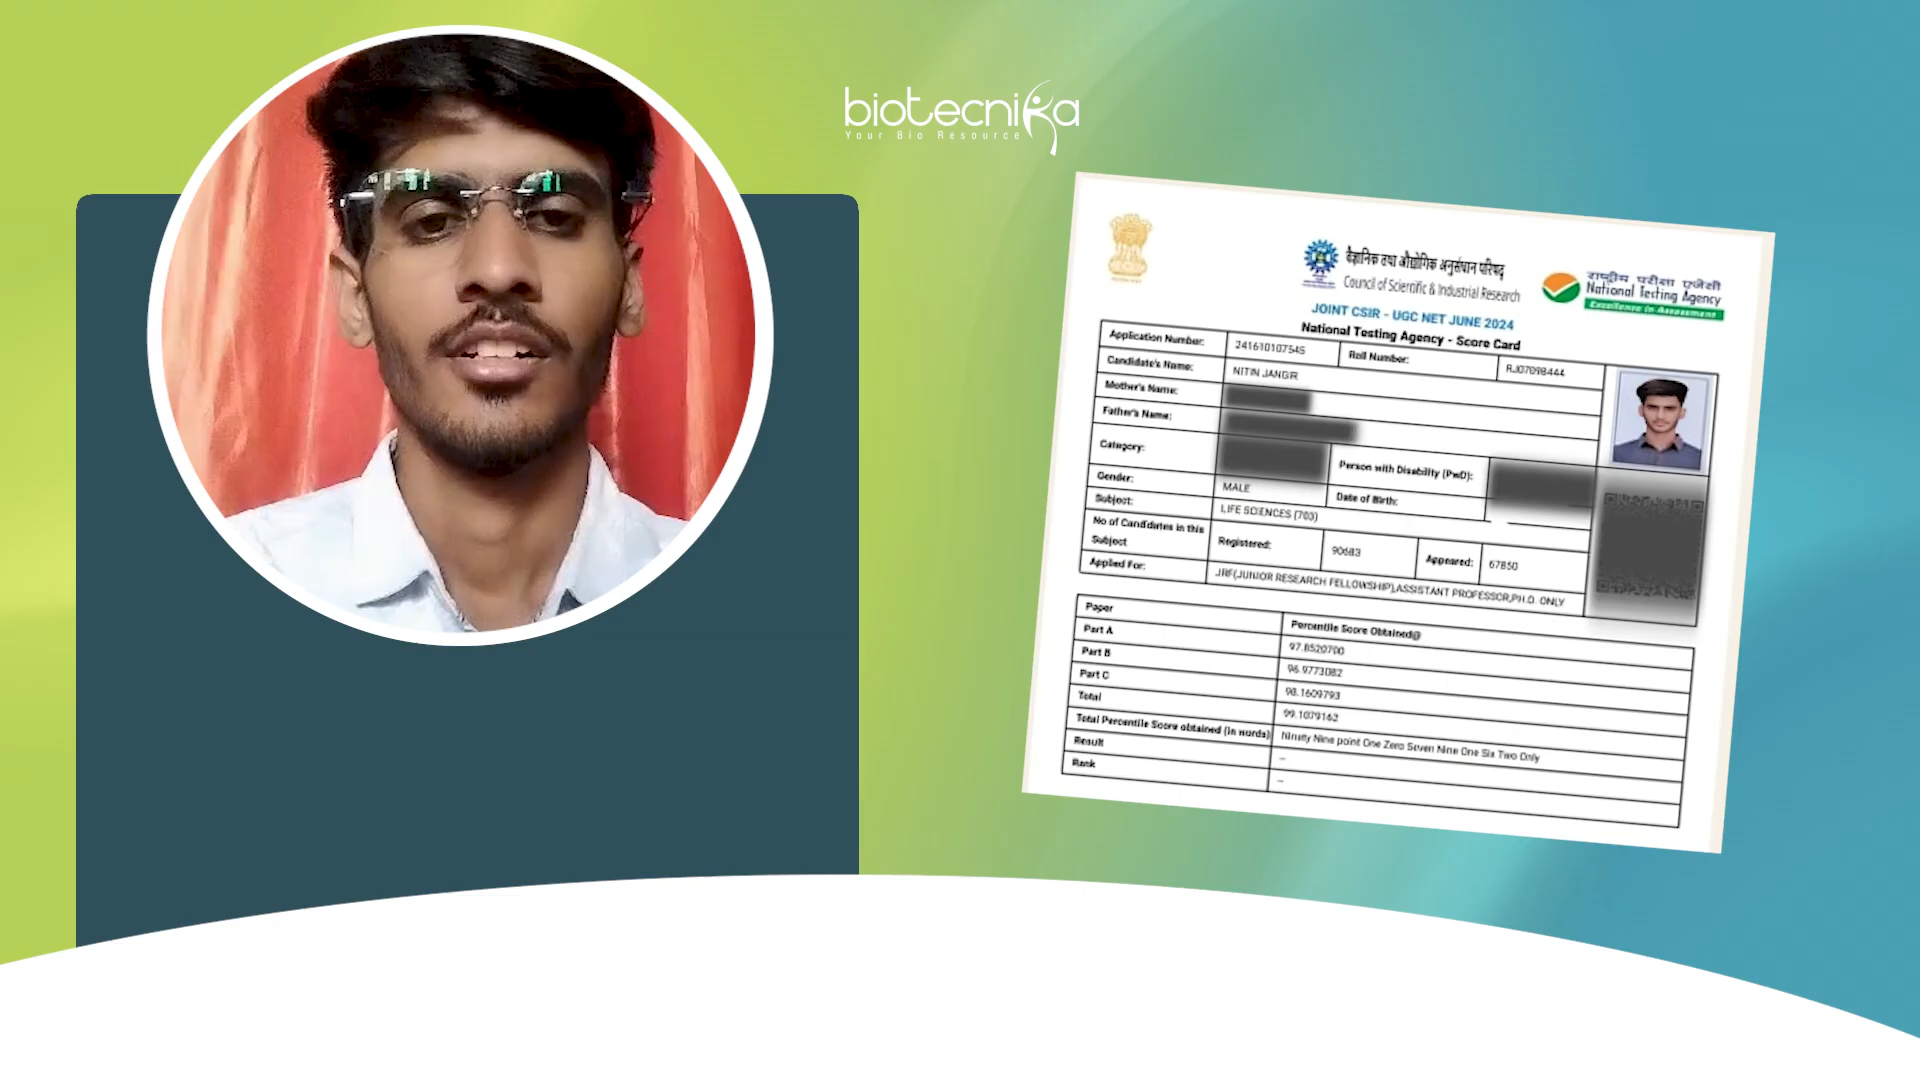 biotecnika
Your Bio Resource
वैज्ञानिक तथा औद्योगिक अनुसंधान परिषद्
Council of Scientific & Industrial Research
राष्ट्रीय परीक्षा एजेंसी
National Testing Agency
Excellence in Assessment
JOINT CSIR - UGC NET JUNE 2024
National Testing Agency - Score Card
Application Number: 241610107545 Roll Number: RJ07098444
Candidate's Name: NITIN JANGIR
Mother's Name:
Father's Name:
Category: Person with Disability (PwD):
Gender: MALE Date of Birth:
Subject: LIFE SCIENCES (703)
No of Candidates in this
Subject Registered: 90683 Appeared: 67850
Applied For: JRF(JUNIOR RESEARCH FELLOWSHIP),ASSISTANT PROFESSOR,PH.D. ONLY
Paper Percentile Score Obtained@
Part A 97.8520700
Part B 96.9773082
Part C 98.1609793
Total 99.1079162
Total Percentile Score obtained (in words) Ninety Nine point One Zero Seven Nine One Six Two Only
Result --
Rank --